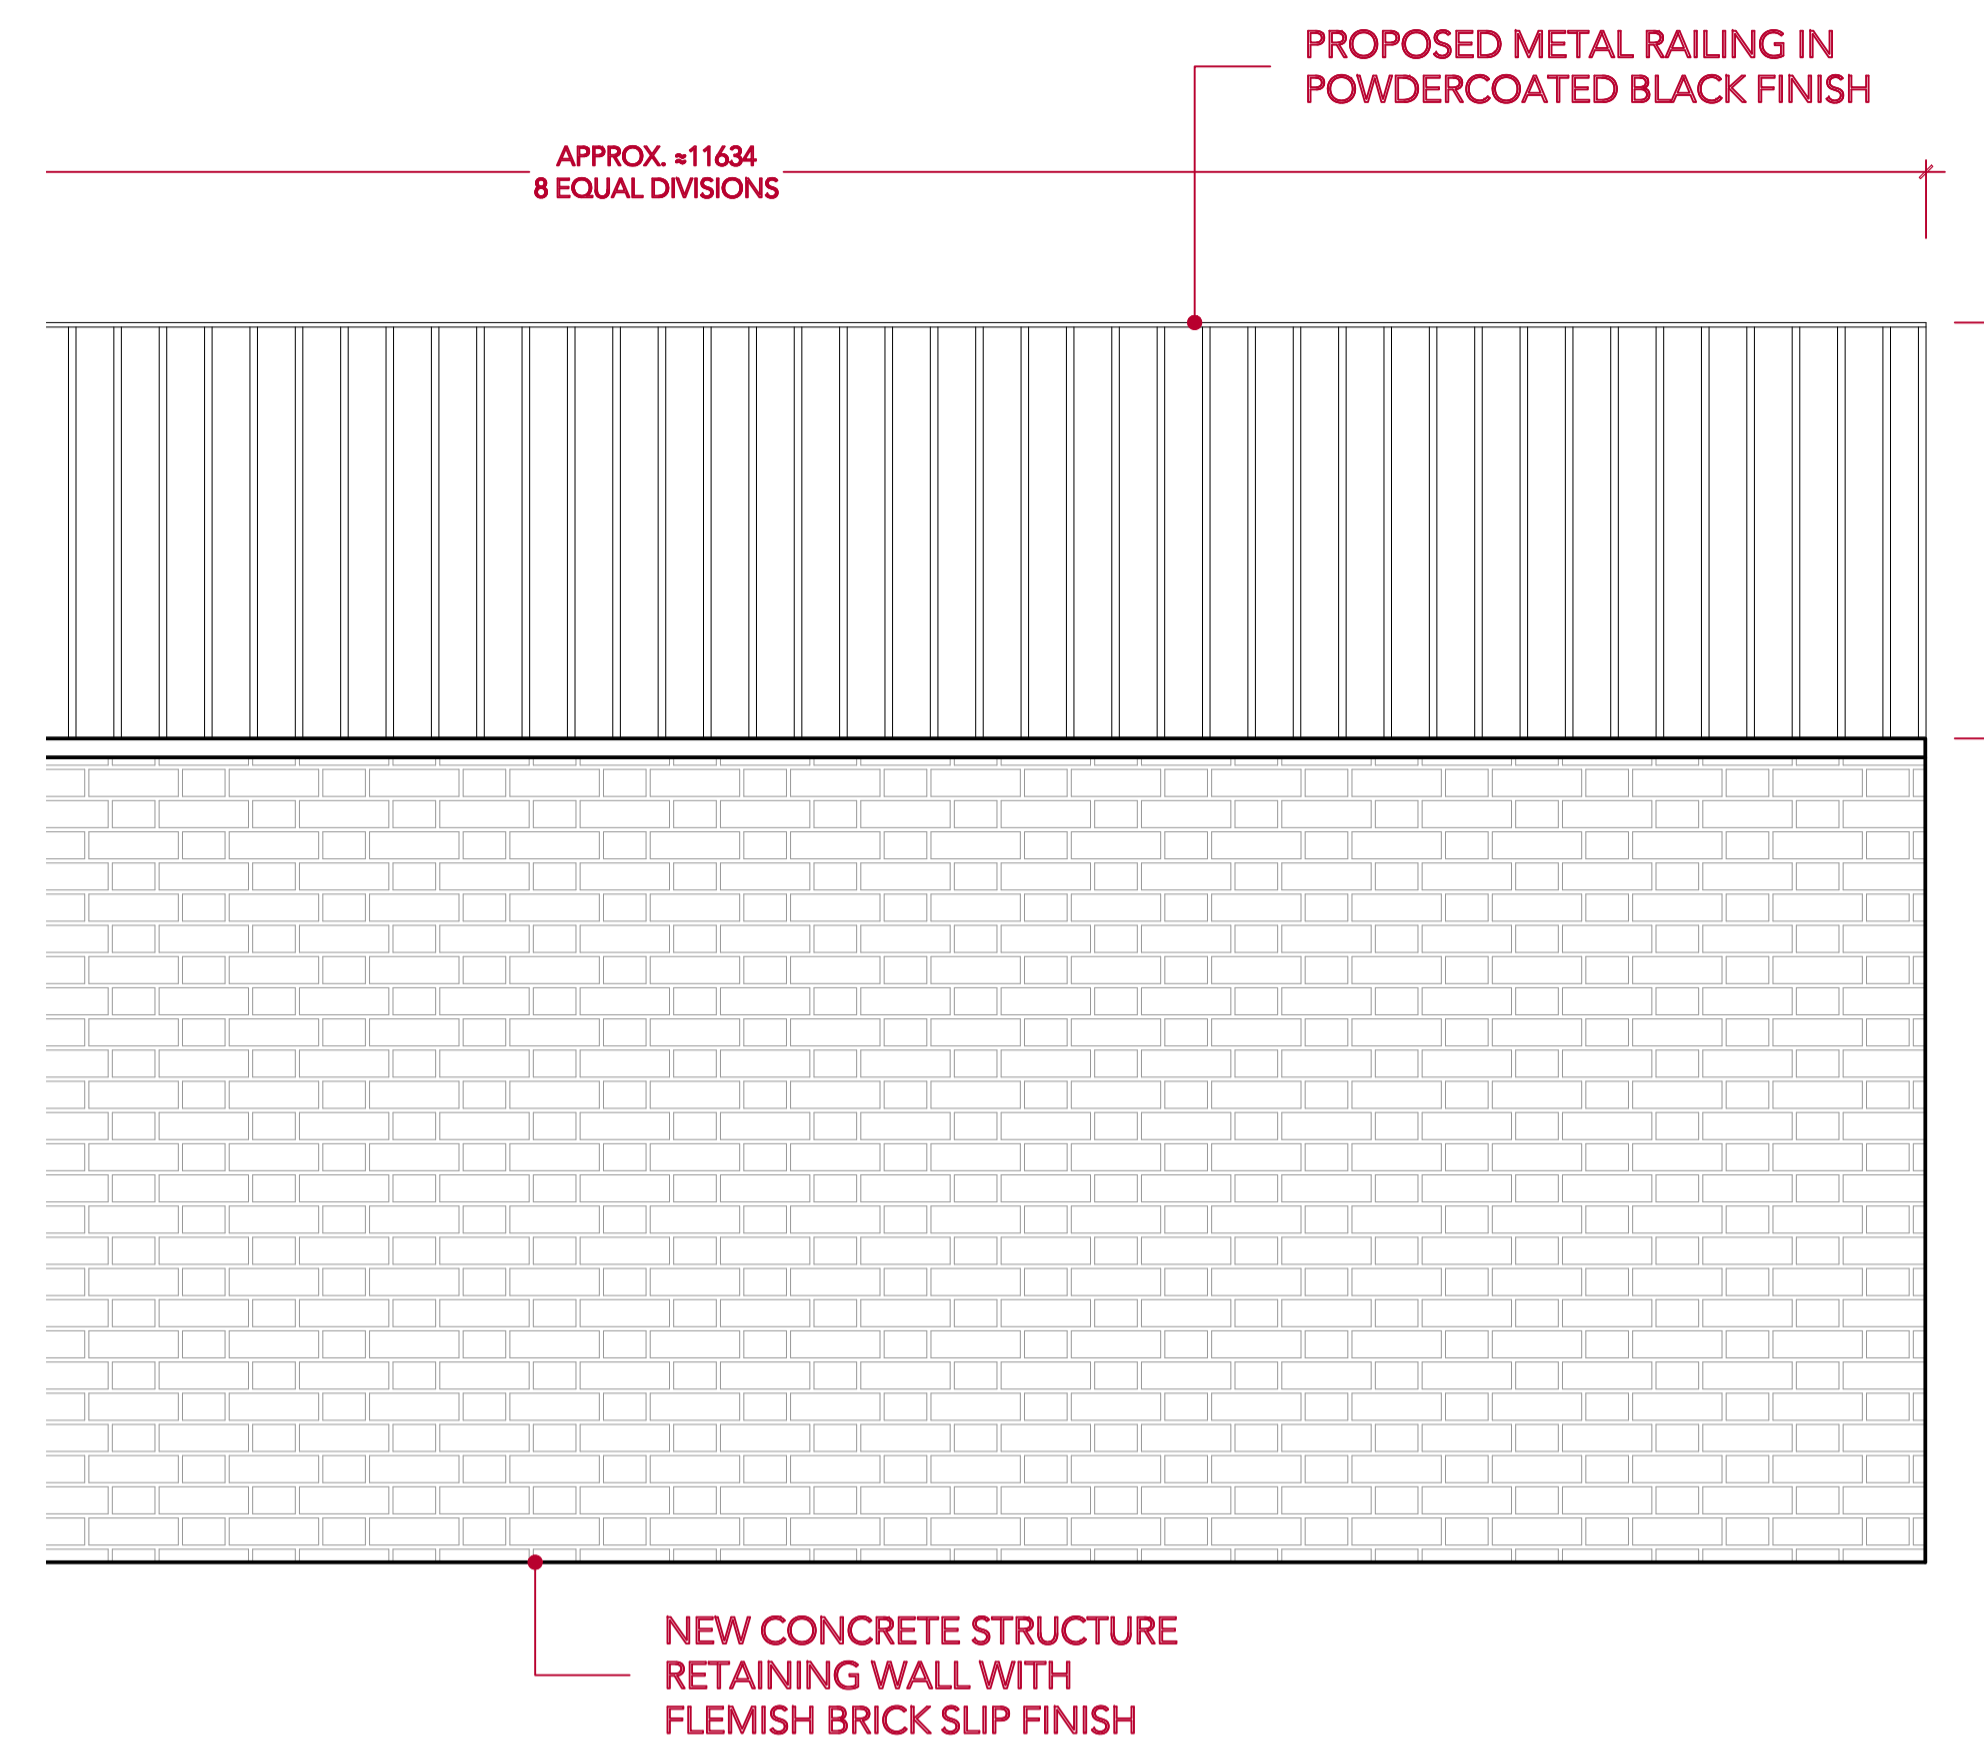 PROPOSED METAL RAILING IN
POWDERCOATED BLACK FINISH
APPROX. ≈11634
8 EQUAL DIVISIONS
NEW CONCRETE STRUCTURE
RETAINING WALL WITH
FLEMISH BRICK SLIP FINISH